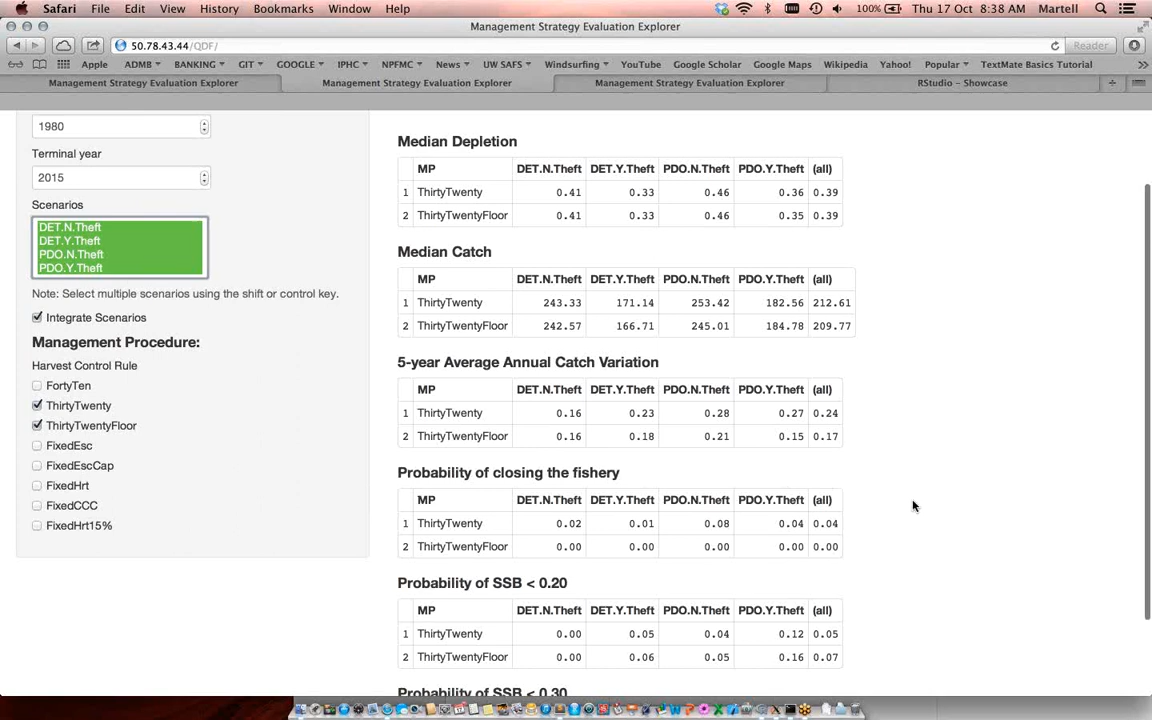 Safari File Edit View History Bookmarks Window Help 100% Thu 17 Oct 8:38 AM Martell
Management Strategy Evaluation Explorer
50.78.43.44/QDF/ Reader
Apple ADMB BANKING GIT GOOGLE IPHC NPFMC News UW SAFS Windsurfing YouTube Google Scholar Google Maps Wikipedia Yahoo! Popular TextMate Basics Tutorial
Management Strategy Evaluation Explorer Management Strategy Evaluation Explorer Management Strategy Evaluation Explorer RStudio – Showcase
1980
Terminal year
2015
Scenarios
DET.N.Theft
DET.Y.Theft
PDO.N.Theft
PDO.Y.Theft
Note: Select multiple scenarios using the shift or control key.
Integrate Scenarios
Management Procedure:
Harvest Control Rule
FortyTen
ThirtyTwenty
ThirtyTwentyFloor
FixedEsc
FixedEscCap
FixedHrt
FixedCCC
FixedHrt15%
Median Depletion
MP DET.N.Theft DET.Y.Theft PDO.N.Theft PDO.Y.Theft (all)
1 ThirtyTwenty 0.41 0.33 0.46 0.36 0.39
2 ThirtyTwentyFloor 0.41 0.33 0.46 0.35 0.39
Median Catch
MP DET.N.Theft DET.Y.Theft PDO.N.Theft PDO.Y.Theft (all)
1 ThirtyTwenty 243.33 171.14 253.42 182.56 212.61
2 ThirtyTwentyFloor 242.57 166.71 245.01 184.78 209.77
5-year Average Annual Catch Variation
MP DET.N.Theft DET.Y.Theft PDO.N.Theft PDO.Y.Theft (all)
1 ThirtyTwenty 0.16 0.23 0.28 0.27 0.24
2 ThirtyTwentyFloor 0.16 0.18 0.21 0.15 0.17
Probability of closing the fishery
MP DET.N.Theft DET.Y.Theft PDO.N.Theft PDO.Y.Theft (all)
1 ThirtyTwenty 0.02 0.01 0.08 0.04 0.04
2 ThirtyTwentyFloor 0.00 0.00 0.00 0.00 0.00
Probability of SSB < 0.20
MP DET.N.Theft DET.Y.Theft PDO.N.Theft PDO.Y.Theft (all)
1 ThirtyTwenty 0.00 0.05 0.04 0.12 0.05
2 ThirtyTwentyFloor 0.00 0.06 0.05 0.16 0.07
Probability of SSB < 0.30